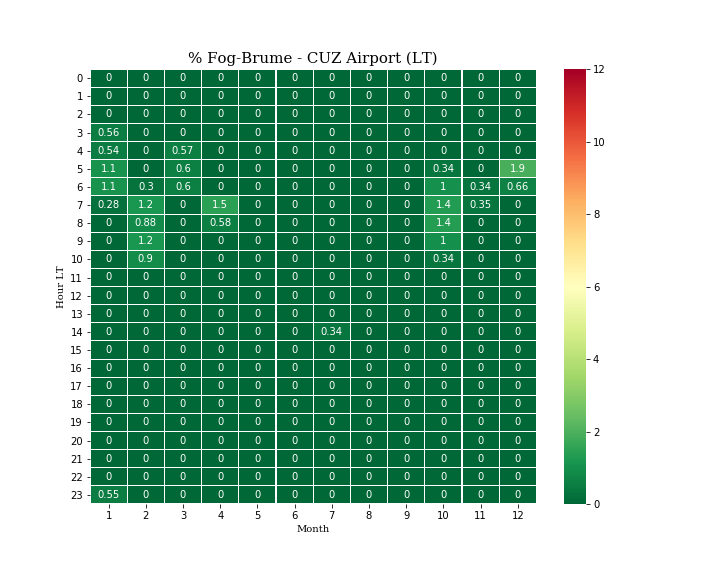 % Fog-Brume - CUZ Airport (LT)
0 0 0 0 0 0 0 0 0 0 0 0 0
1 0 0 0 0 0 0 0 0 0 0 0 0
2 0 0 0 0 0 0 0 0 0 0 0 0
3 0.56 0 0 0 0 0 0 0 0 0 0 0
4 0.54 0 0.57 0 0 0 0 0 0 0 0 0
5 1.1 0 0.6 0 0 0 0 0 0 0.34 0 1.9
6 1.1 0.3 0.6 0 0 0 0 0 0 1 0.34 0.66
7 0.28 1.2 0 1.5 0 0 0 0 0 1.4 0.35 0
8 0 0.88 0 0.58 0 0 0 0 0 1.4 0 0
9 0 1.2 0 0 0 0 0 0 0 1 0 0
10 0 0.9 0 0 0 0 0 0 0 0.34 0 0
11 0 0 0 0 0 0 0 0 0 0 0 0
12 0 0 0 0 0 0 0 0 0 0 0 0
13 0 0 0 0 0 0 0 0 0 0 0 0
14 0 0 0 0 0 0 0.34 0 0 0 0 0
15 0 0 0 0 0 0 0 0 0 0 0 0
16 0 0 0 0 0 0 0 0 0 0 0 0
17 0 0 0 0 0 0 0 0 0 0 0 0
18 0 0 0 0 0 0 0 0 0 0 0 0
19 0 0 0 0 0 0 0 0 0 0 0 0
20 0 0 0 0 0 0 0 0 0 0 0 0
21 0 0 0 0 0 0 0 0 0 0 0 0
22 0 0 0 0 0 0 0 0 0 0 0 0
23 0.55 0 0 0 0 0 0 0 0 0 0 0
1 2 3 4 5 6 7 8 9 10 11 12
Month
Hour LT
12
10
8
6
4
2
0